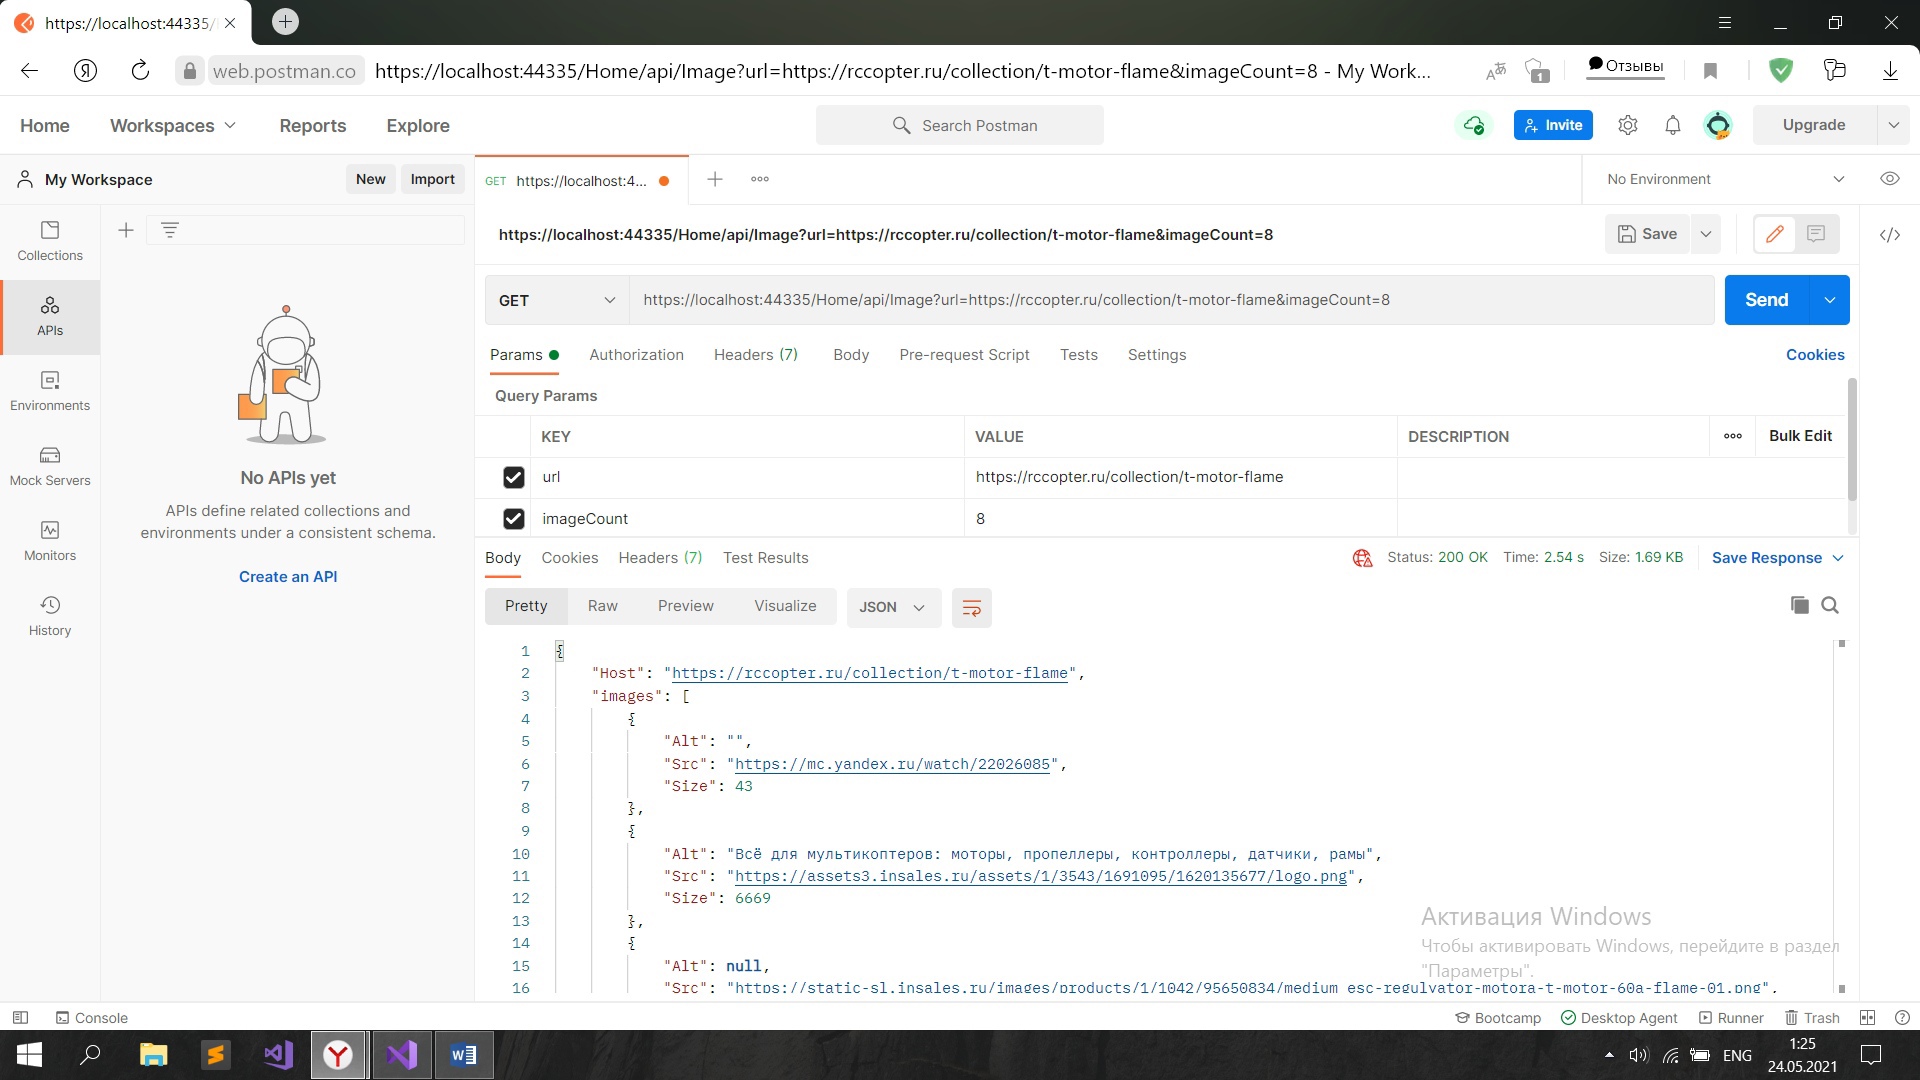 https://localhost:44335/
web.postman.co https://localhost:44335/Home/api/Image?url=https://rccopter.ru/collection/t-motor-flame&imageCount=8 - My Work... 1 Отзывы
Home Workspaces Reports Explore Search Postman Invite Upgrade
My Workspace New Import
GET https://localhost:4... No Environment
Collections
APIs
Environments
Mock Servers
Monitors
History
No APIs yet
APIs define related collections and
environments under a consistent schema.
Create an API
https://localhost:44335/Home/api/Image?url=https://rccopter.ru/collection/t-motor-flame&imageCount=8 Save
GET https://localhost:44335/Home/api/Image?url=https://rccopter.ru/collection/t-motor-flame&imageCount=8 Send
Params Authorization Headers (7) Body Pre-request Script Tests Settings Cookies
Query Params
KEY VALUE DESCRIPTION Bulk Edit
url https://rccopter.ru/collection/t-motor-flame
imageCount 8
Body Cookies Headers (7) Test Results Status: 200 OK Time: 2.54 s Size: 1.69 KB Save Response
Pretty Raw Preview Visualize JSON
1 {
2 "Host": "https://rccopter.ru/collection/t-motor-flame",
3 "images": [
4 {
5 "Alt": "",
6 "Src": "https://mc.yandex.ru/watch/22026085",
7 "Size": 43
8 },
9 {
10 "Alt": "Всё для мультикоптеров: моторы, пропеллеры, контроллеры, датчики, рамы",
11 "Src": "https://assets3.insales.ru/assets/1/3543/1691095/1620135677/logo.png",
12 "Size": 6669
13 },
14 {
15 "Alt": null,
16 "Src": "https://static-sl.insales.ru/images/products/1/1042/95650834/medium_esc-regulyator-motora-t-motor-60a-flame-01.png",
Активация Windows
Чтобы активировать Windows, перейдите в раздел
"Параметры".
Console Bootcamp Desktop Agent Runner Trash
ENG 1:25
24.05.2021